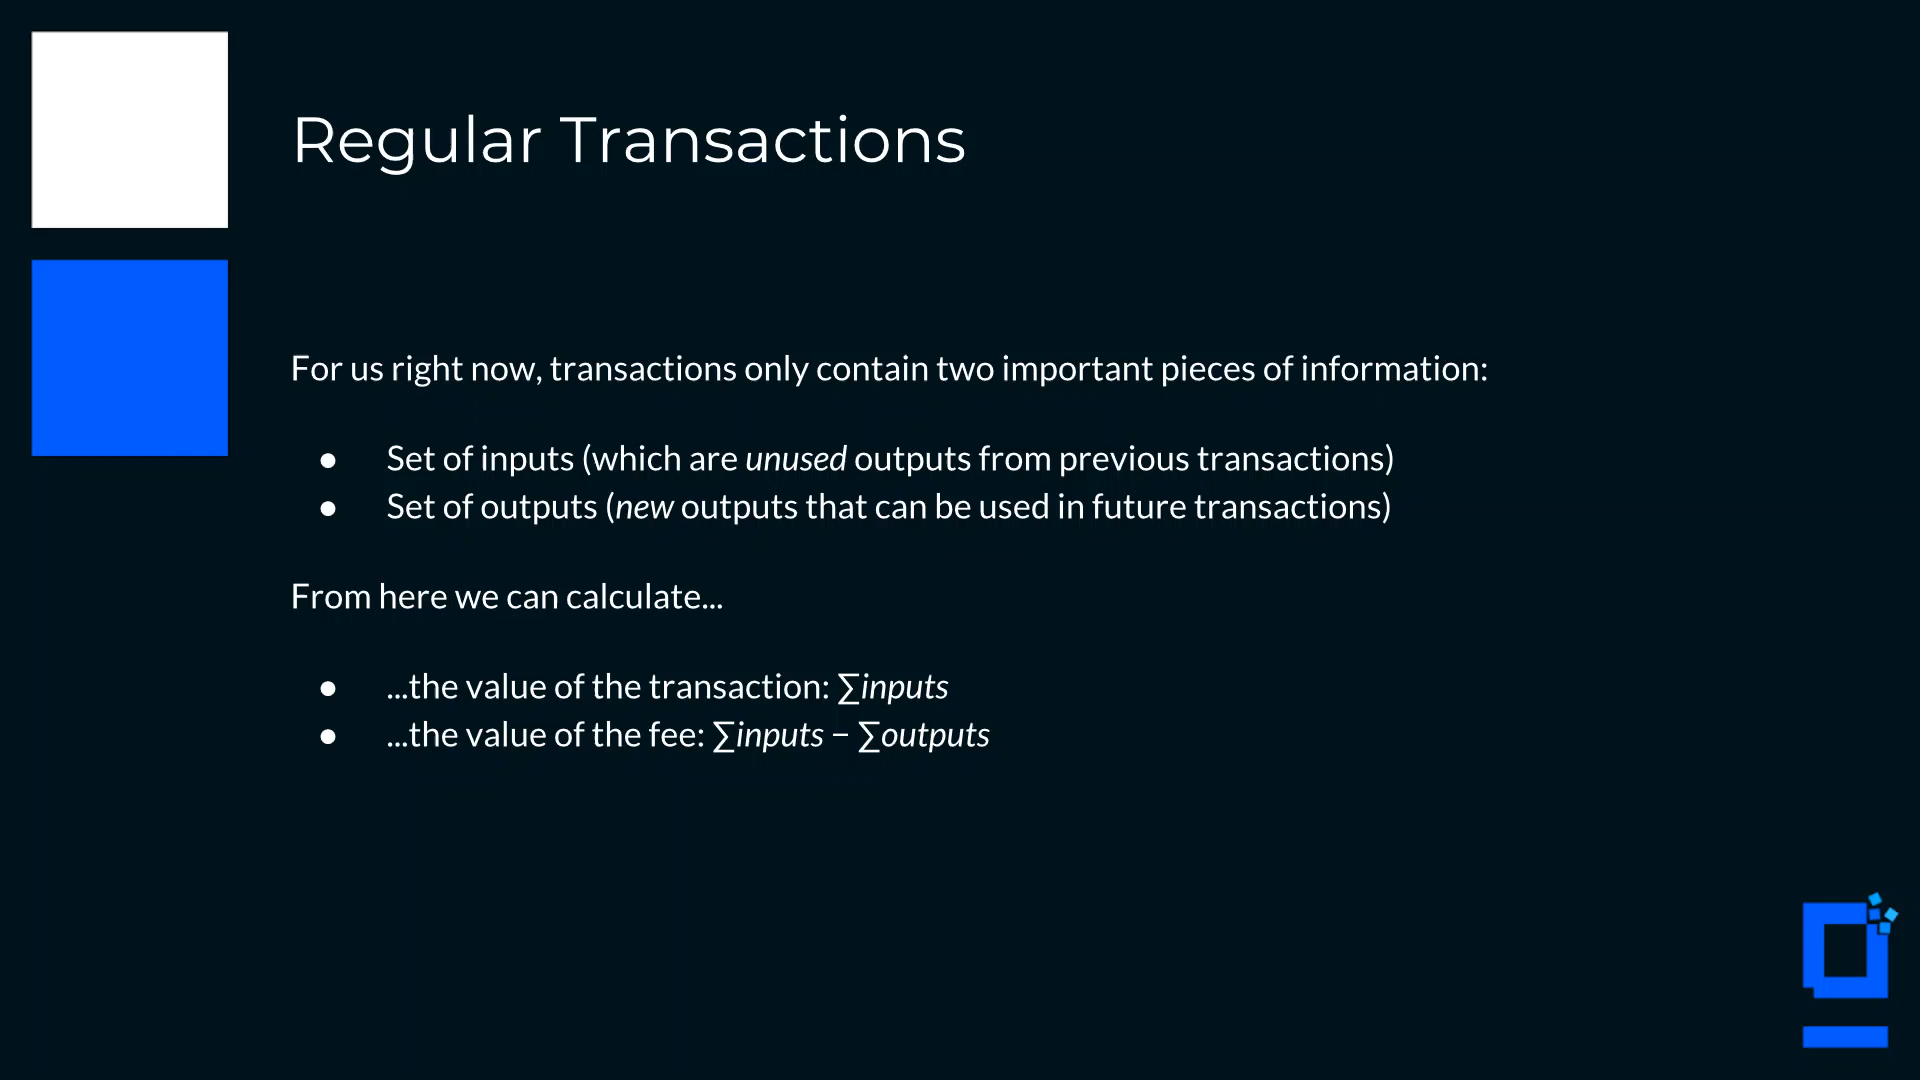 Regular Transactions
For us right now, transactions only contain two important pieces of information:
● Set of inputs (which are unused outputs from previous transactions)
● Set of outputs (new outputs that can be used in future transactions)
From here we can calculate...
● ...the value of the transaction: ∑inputs
● ...the value of the fee: ∑inputs − ∑outputs